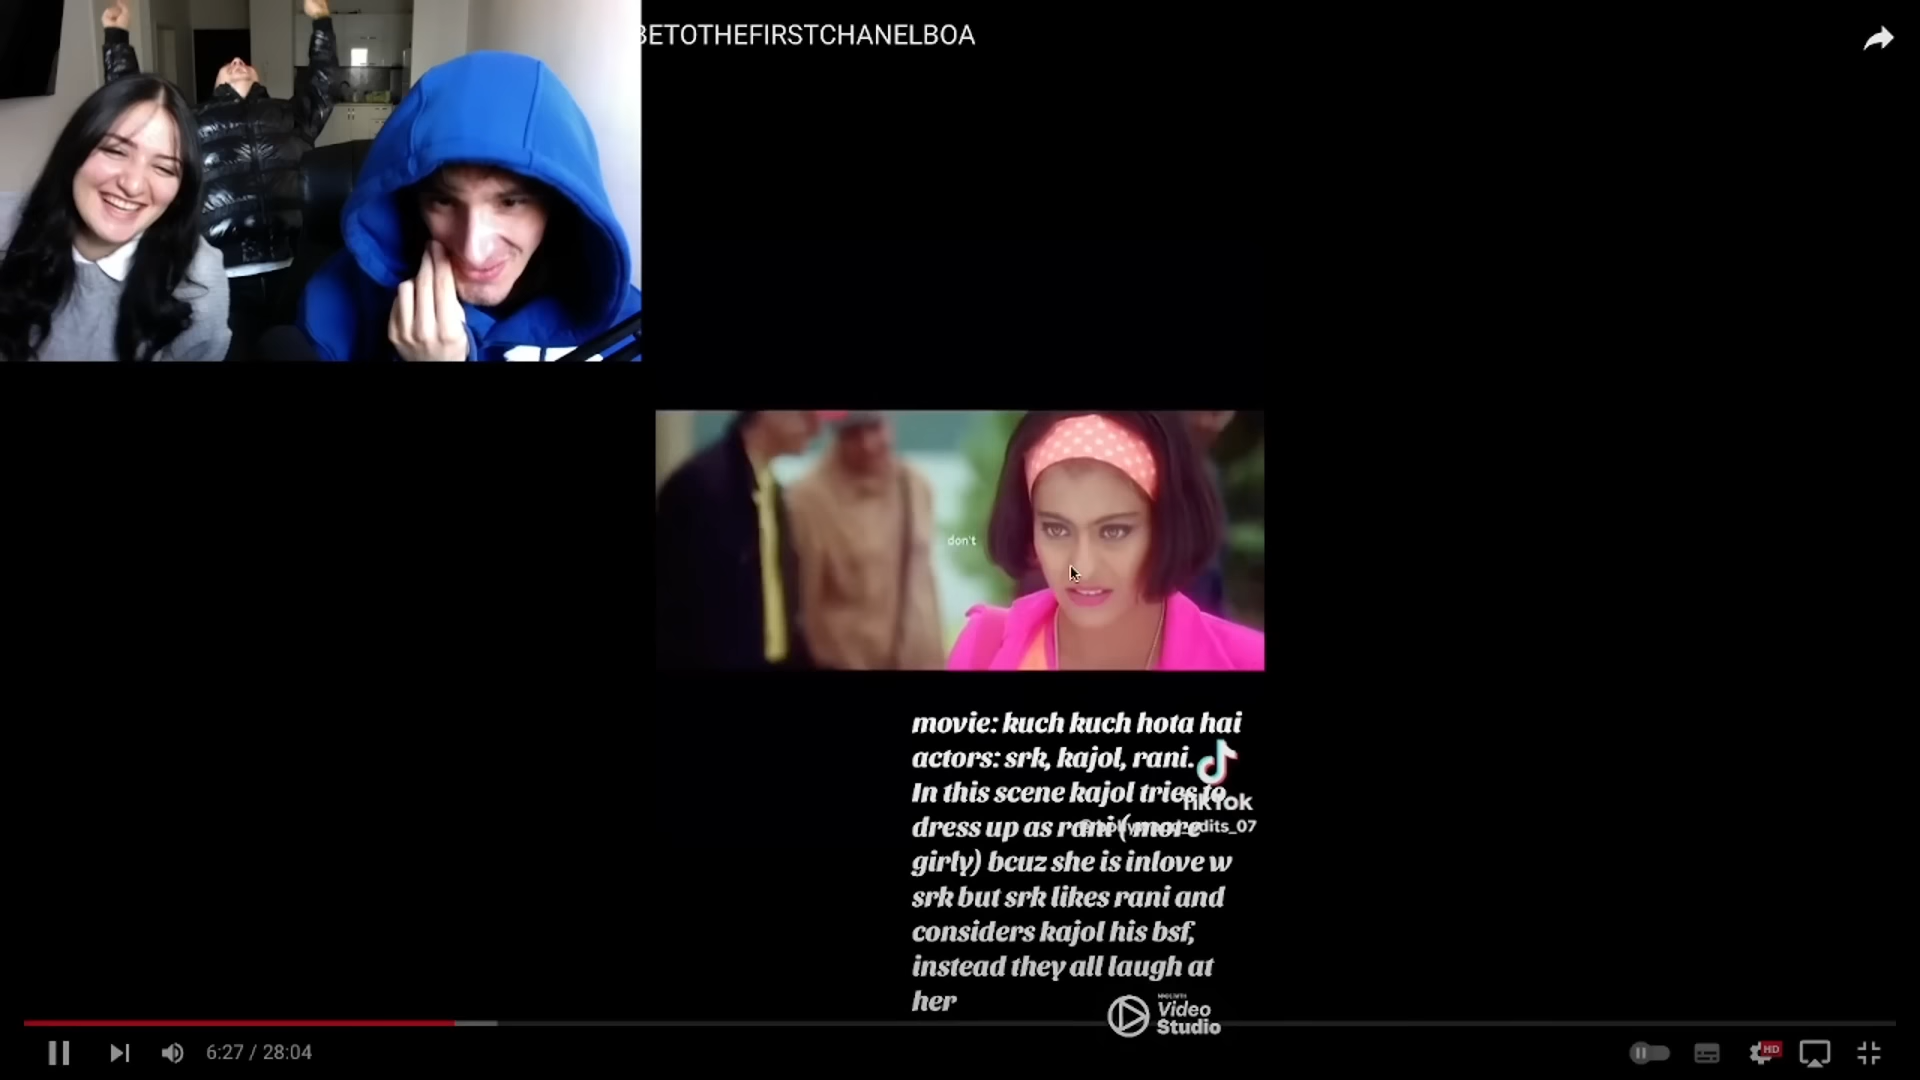 BETOTHEFIRSTCHANELBOA
don't
movie: kuch kuch hota hai
actors: srk, kajol, rani.
In this scene kajol tries to
TikTok
dress up as rani (more
girly) bcuz she is inlove w
srk but srk likes rani and
considers kajol his bsf,
instead they all laugh at
her
Video
Studio
6:27 / 28:04
HD